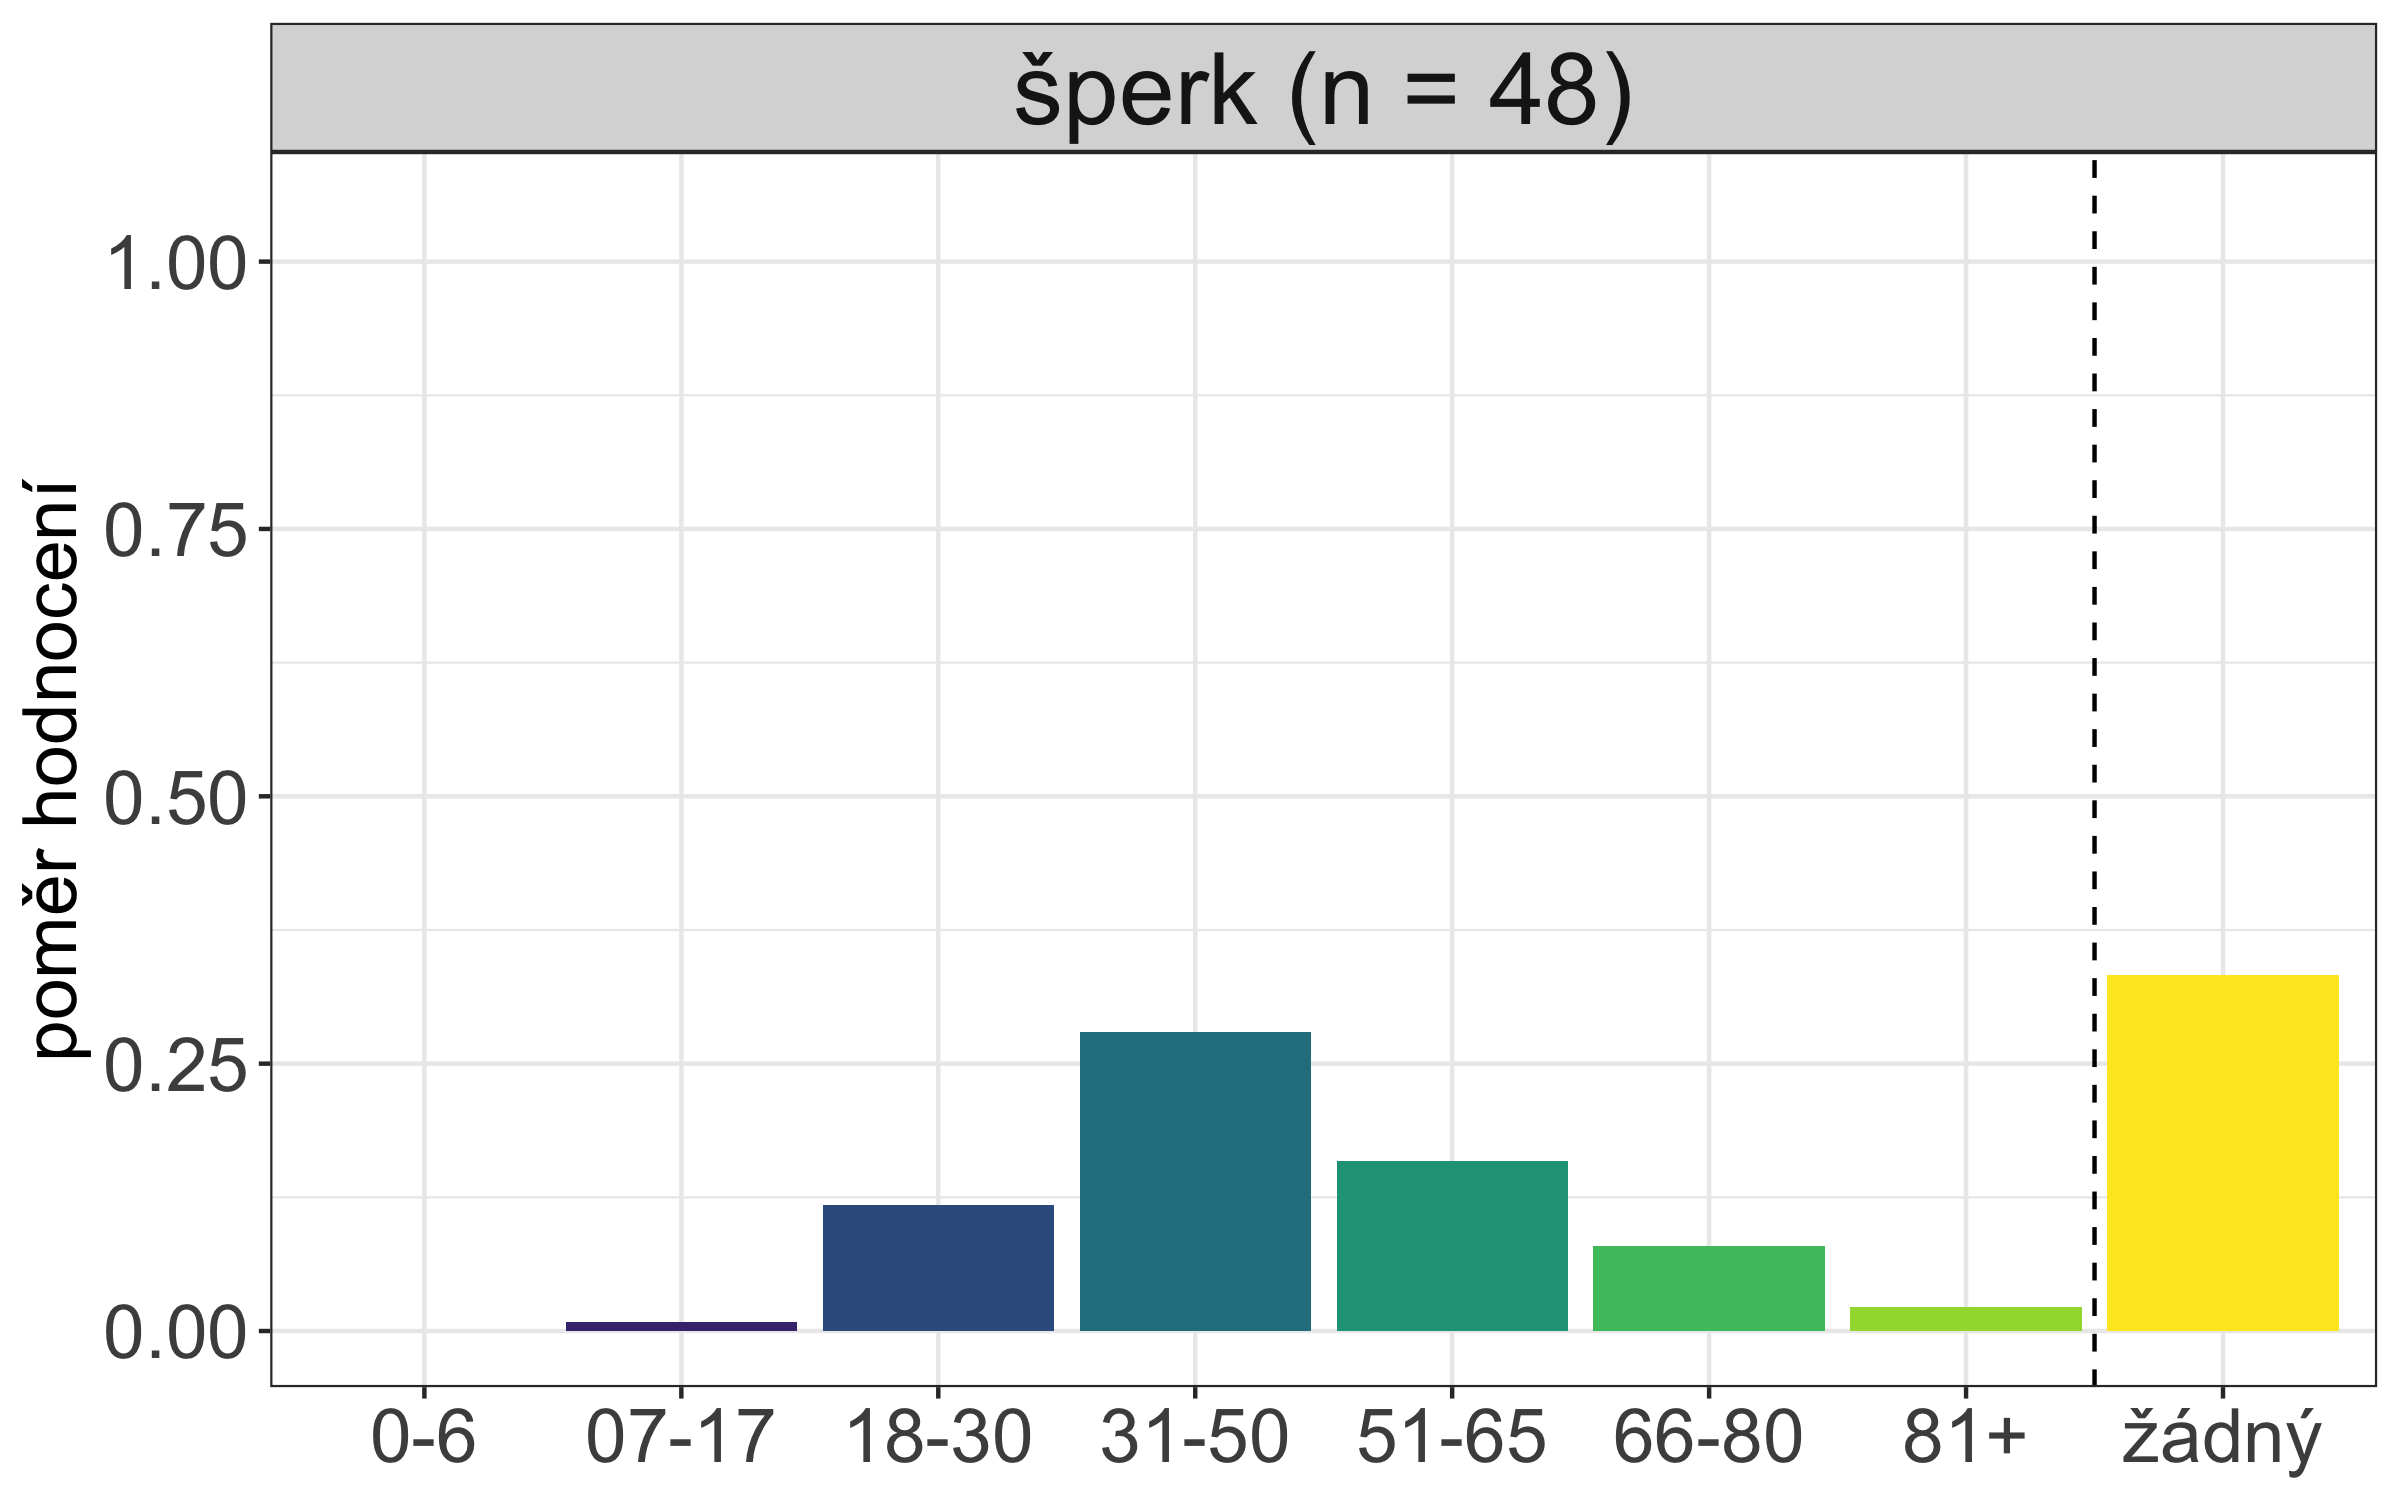 šperk (n = 48)
poměr hodnocení
1.00
0.75
0.50
0.25
0.00
0-6 07-17 18-30 31-50 51-65 66-80 81+ žádný